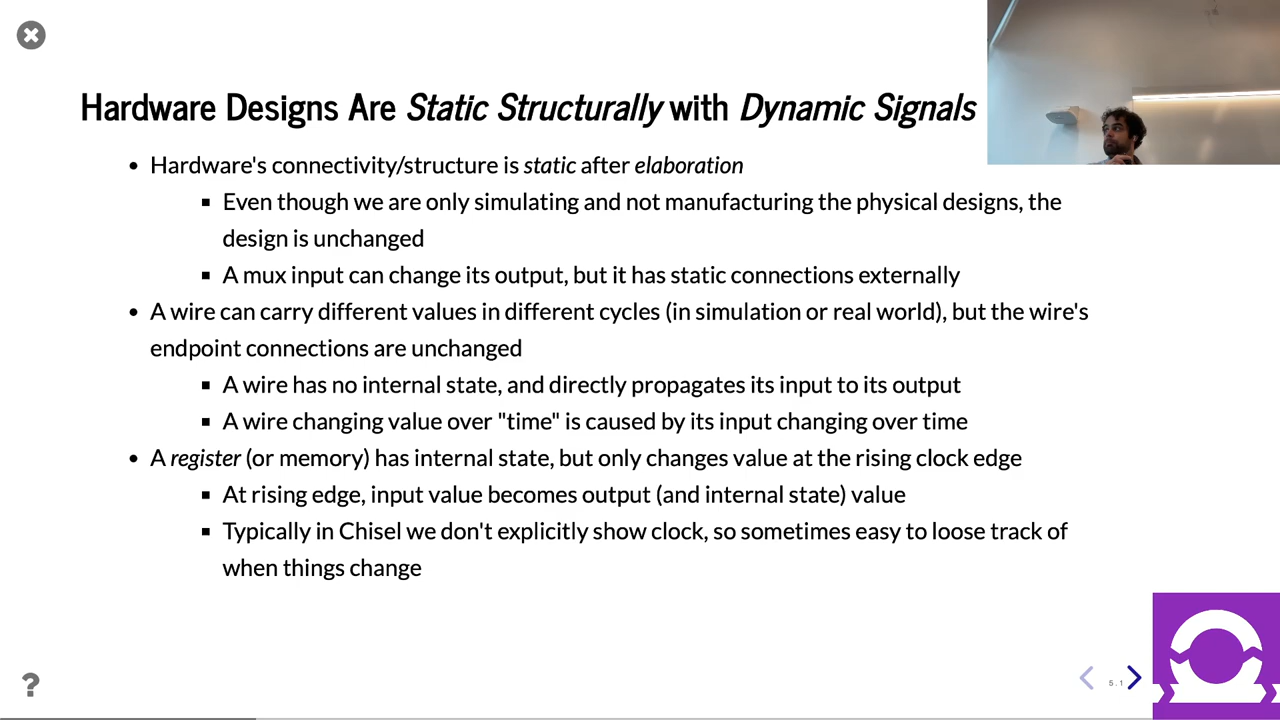 Hardware Designs Are Static Structurally with Dynamic Signals
• Hardware's connectivity/structure is static after elaboration
▪ Even though we are only simulating and not manufacturing the physical designs, the
design is unchanged
▪ A mux input can change its output, but it has static connections externally
• A wire can carry different values in different cycles (in simulation or real world), but the wire's
endpoint connections are unchanged
▪ A wire has no internal state, and directly propagates its input to its output
▪ A wire changing value over "time" is caused by its input changing over time
• A register (or memory) has internal state, but only changes value at the rising clock edge
▪ At rising edge, input value becomes output (and internal state) value
▪ Typically in Chisel we don't explicitly show clock, so sometimes easy to loose track of
when things change
?
5.1